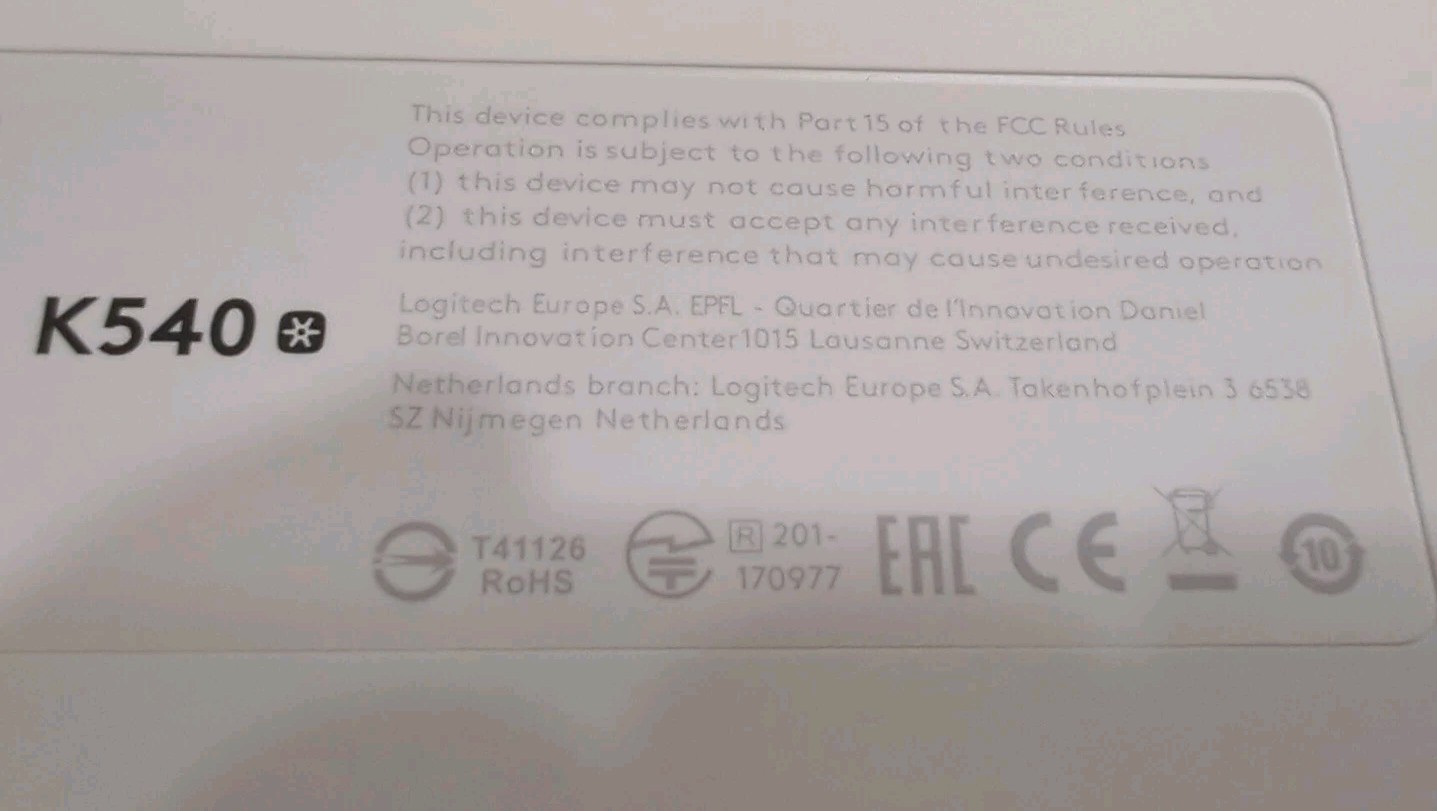 This device complies with Part 15 of the FCC Rules
Operation is subject to the following two conditions
(1) this device may not cause harmful interference, and
(2) this device must accept any interference received,
including interference that may cause undesired operation
K540
Logitech Europe S.A. EPFL - Quartier de l'Innovation Daniel
Borel Innovation Center 1015 Lausanne Switzerland
Netherlands branch: Logitech Europe S.A. Takenhofplein 3 6538
SZ Nijmegen Netherlands
T41126
RoHS
R 201-
170977
EAC CE
10